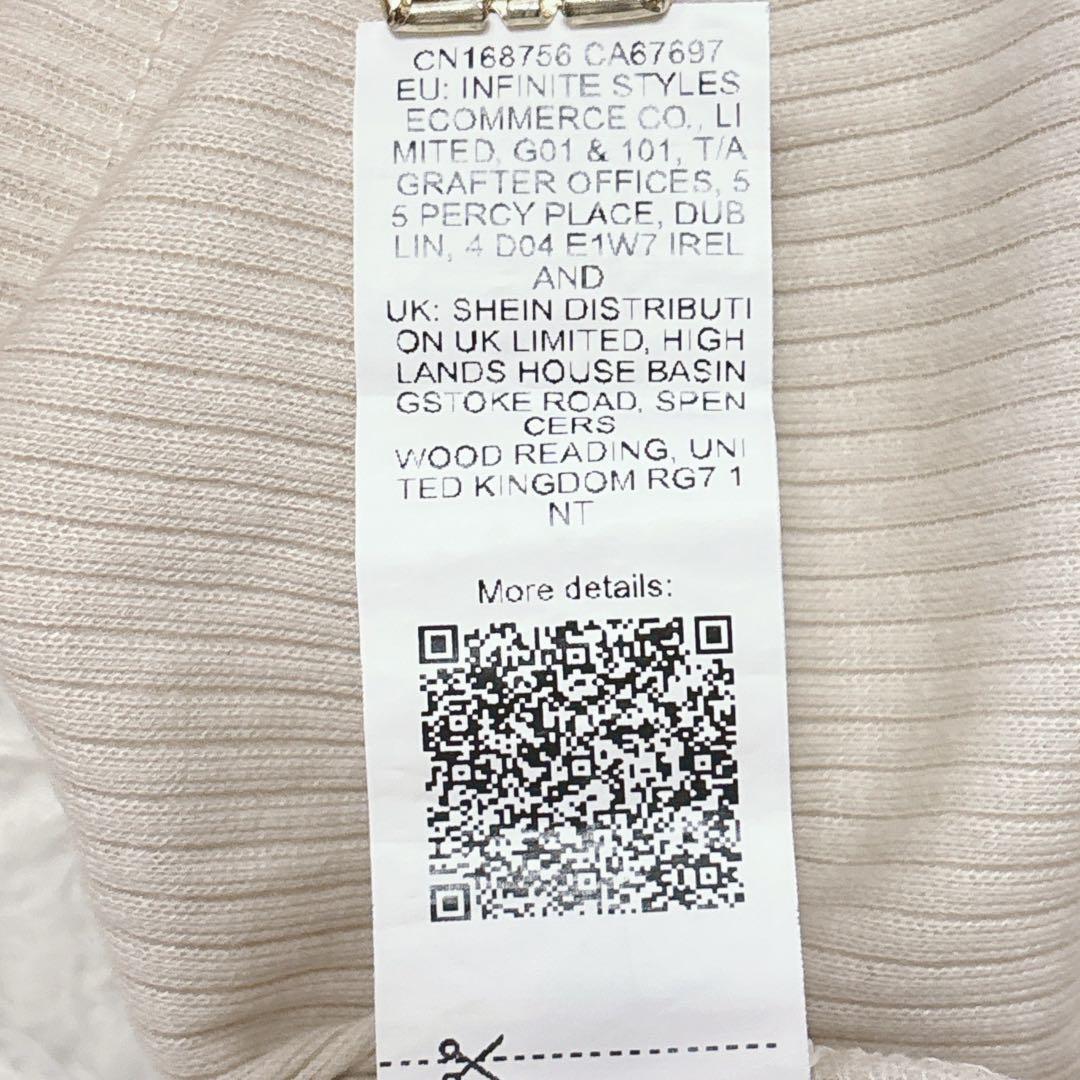 CN168756 CA67697
EU: INFINITE STYLES
ECOMMERCE CO., LI
MITED, G01 & 101, T/A
GRAFTER OFFICES, 5
5 PERCY PLACE, DUB
LIN, 4 D04 E1W7 IREL
AND
UK: SHEIN DISTRIBUTI
ON UK LIMITED, HIGH
LANDS HOUSE BASIN
GSTOKE ROAD, SPEN
CERS
WOOD READING, UNI
TED KINGDOM RG7 1
NT
More details: